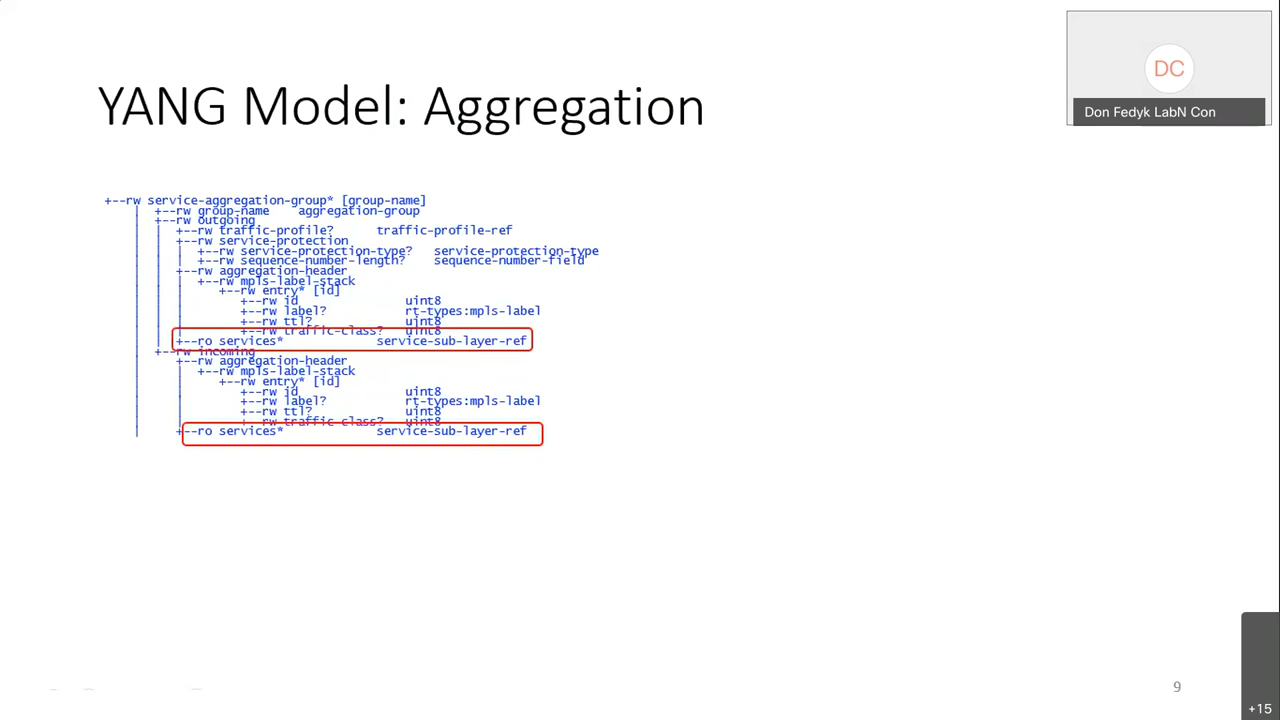 DC
Don Fedyk LabN Con
YANG Model: Aggregation
+--rw service-aggregation-group* [group-name]
|  +--rw group-name    aggregation-group
|  +--rw outgoing
|  |  +--rw traffic-profile?      traffic-profile-ref
|  |  +--rw service-protection
|  |  |  +--rw service-protection-type?   service-protection-type
|  |  |  +--rw sequence-number-length?    sequence-number-field
|  |  +--rw aggregation-header
|  |  |  +--rw mpls-label-stack
|  |  |     +--rw entry* [id]
|  |  |        +--rw id               uint8
|  |  |        +--rw label?           rt-types:mpls-label
|  |  |        +--rw ttl?             uint8
|  |  |        +--rw traffic-class?   uint8
|  |  +--ro services*             service-sub-layer-ref
|  +--rw incoming
|     +--rw aggregation-header
|     |  +--rw mpls-label-stack
|     |     +--rw entry* [id]
|     |        +--rw id               uint8
|     |        +--rw label?           rt-types:mpls-label
|     |        +--rw ttl?             uint8
|     |        +--rw traffic-class?   uint8
|     +--ro services*             service-sub-layer-ref
9
+15